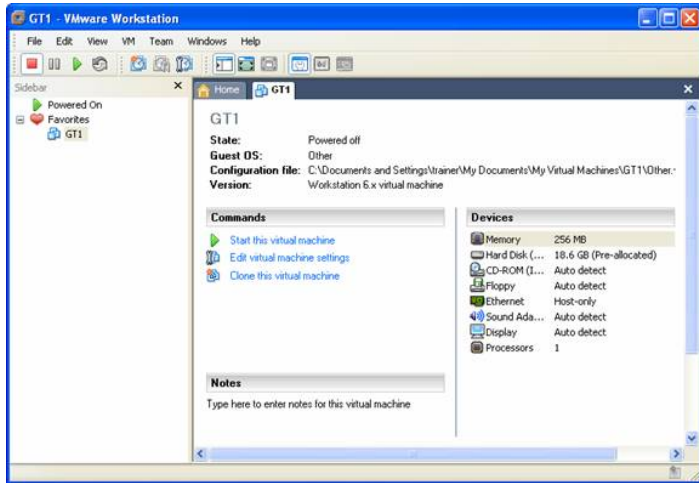 GT1 - VMware Workstation
File Edit View VM Team Windows Help
Sidebar
Powered On
Favorites
GT1
Home GT1
GT1
State: Powered off
Guest OS: Other
Configuration file: C:\Documents and Settings\trainer\My Documents\My Virtual Machines\GT1\Other.
Version: Workstation 6.x virtual machine
Commands
Start this virtual machine
Edit virtual machine settings
Clone this virtual machine
Devices
Memory 256 MB
Hard Disk (... 18.6 GB (Pre-allocated)
CD-ROM (I... Auto detect
Floppy Auto detect
Ethernet Host-only
Sound Ada... Auto detect
Display Auto detect
Processors 1
Notes
Type here to enter notes for this virtual machine